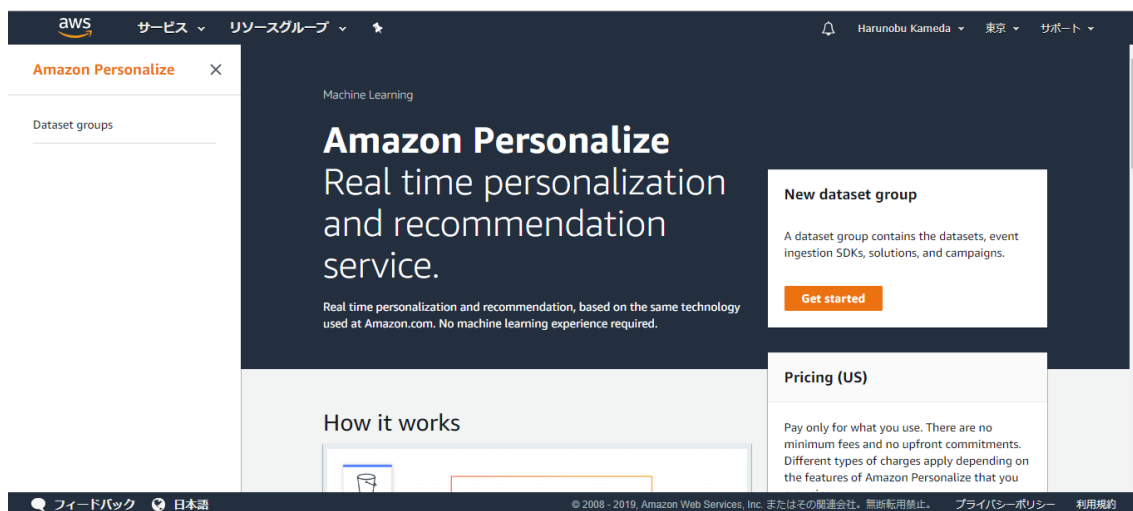 aws
サービス
リソースグループ
Harunobu Kameda
東京
サポート
Amazon Personalize
Dataset groups
Machine Learning
Amazon Personalize
Real time personalization
and recommendation
service.
Real time personalization and recommendation, based on the same technology
used at Amazon.com. No machine learning experience required.
New dataset group
A dataset group contains the datasets, event
ingestion SDKs, solutions, and campaigns.
Get started
Pricing (US)
Pay only for what you use. There are no
minimum fees and no upfront commitments.
Different types of charges apply depending on
the features of Amazon Personalize that you
How it works
フィードバック
日本語
© 2008 - 2019, Amazon Web Services, Inc. またはその関連会社。無断転用禁止。
プライバシーポリシー
利用規約